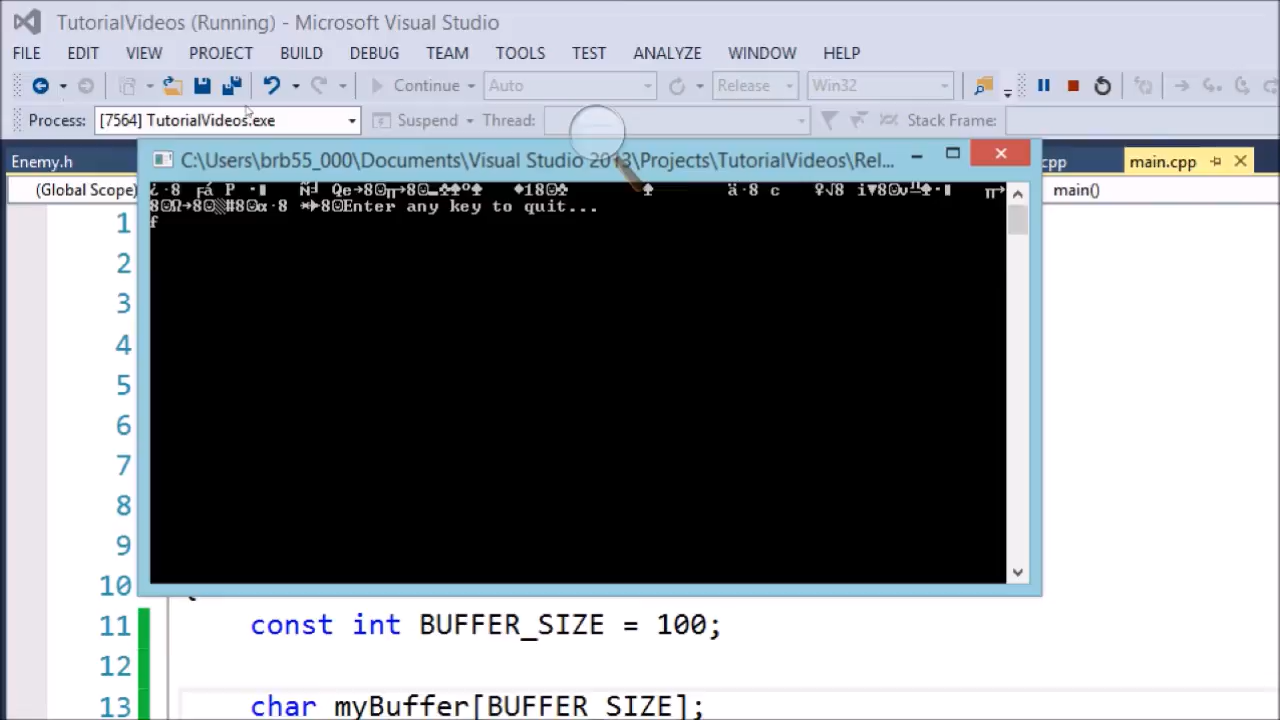 TutorialVideos (Running) - Microsoft Visual Studio
FILE EDIT VIEW PROJECT BUILD DEBUG TEAM TOOLS TEST ANALYZE WINDOW HELP
Continue Auto Release Win32
Process: [7564] TutorialVideos.exe Suspend Thread: Stack Frame:
Enemy.h C:\Users\brb55_000\Documents\Visual Studio 2013\Projects\TutorialVideos\Rel... cpp main.cpp
(Global Scope) main()
Enter any key to quit...
f
1
2
3
4
5
6
7
8
9
10
11 const int BUFFER_SIZE = 100;
12
13 char myBuffer[BUFFER_SIZE];